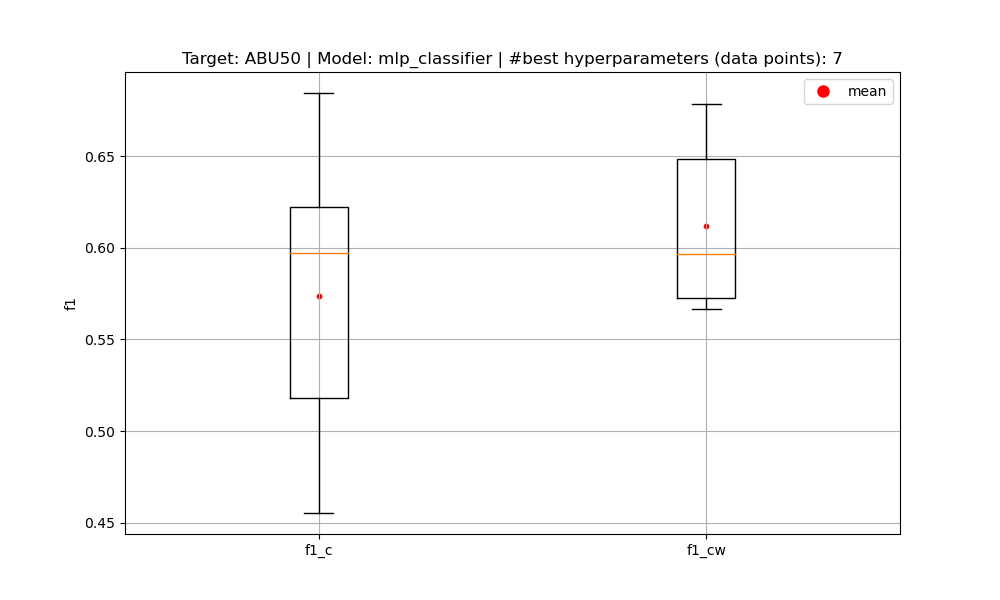 Target: ABU50 | Model: mlp_classifier | #best hyperparameters (data points): 7
mean
0.65
0.60
0.55
0.50
0.45
f1
f1_c
f1_cw